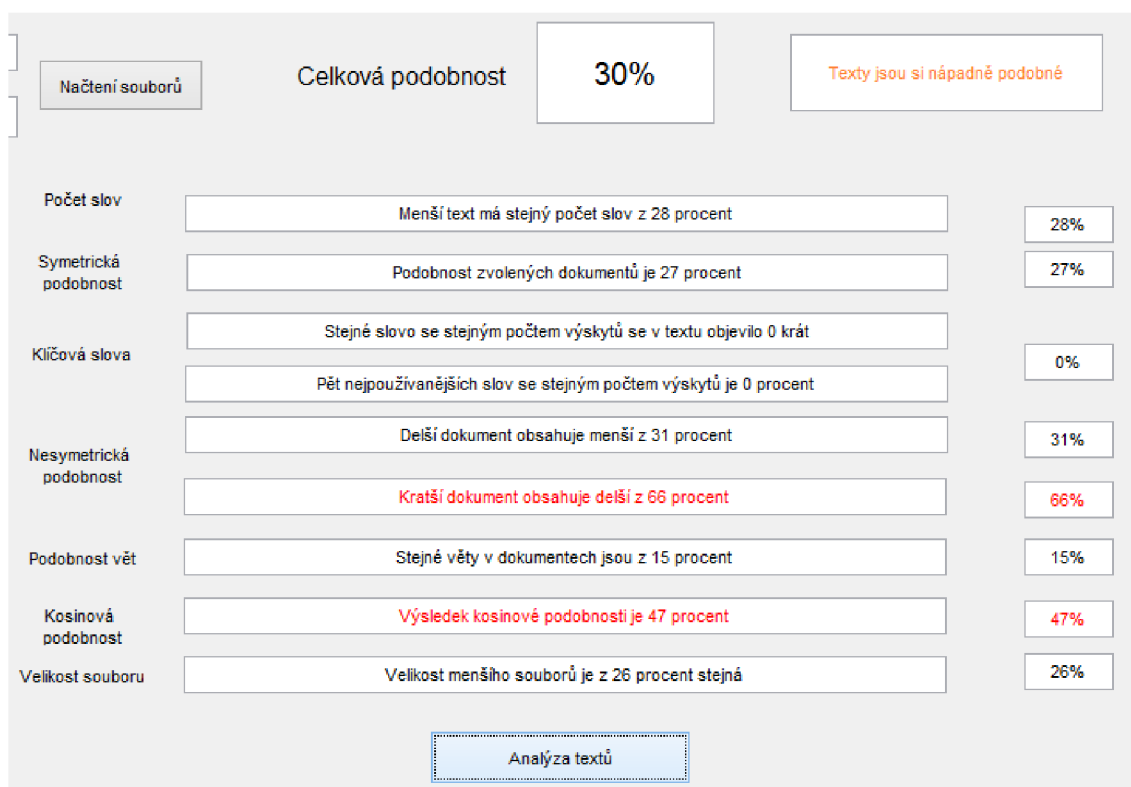 Načtení souborů
Celková podobnost
30%
Texty jsou si nápadně podobné
Počet slov
Menší text má stejný počet slov z 28 procent
28%
Symetrická
podobnost
Podobnost zvolených dokumentů je 27 procent
27%
Klíčová slova
Stejné slovo se stejným počtem výskytů se v textu objevilo 0 krát
Pět nejpoužívanějších slov se stejným počtem výskytů je 0 procent
0%
Nesymetrická
podobnost
Delší dokument obsahuje menší z 31 procent
31%
Kratší dokument obsahuje delší z 66 procent
66%
Podobnost vět
Stejné věty v dokumentech jsou z 15 procent
15%
Kosinová
podobnost
Výsledek kosinové podobnosti je 47 procent
47%
Velikost souboru
Velikost menšího souborů je z 26 procent stejná
26%
Analýza textů